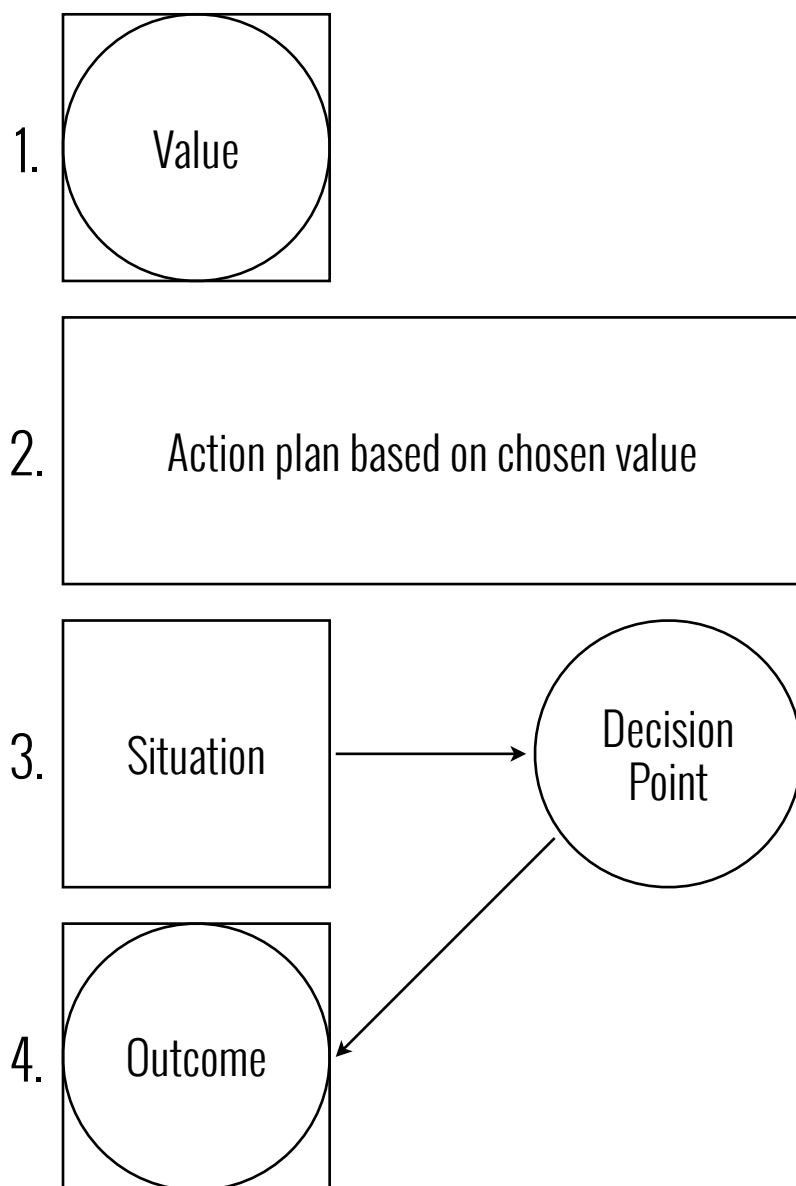 1.
Value
2.
Action plan based on chosen value
3.
Situation
Decision
Point
4.
Outcome